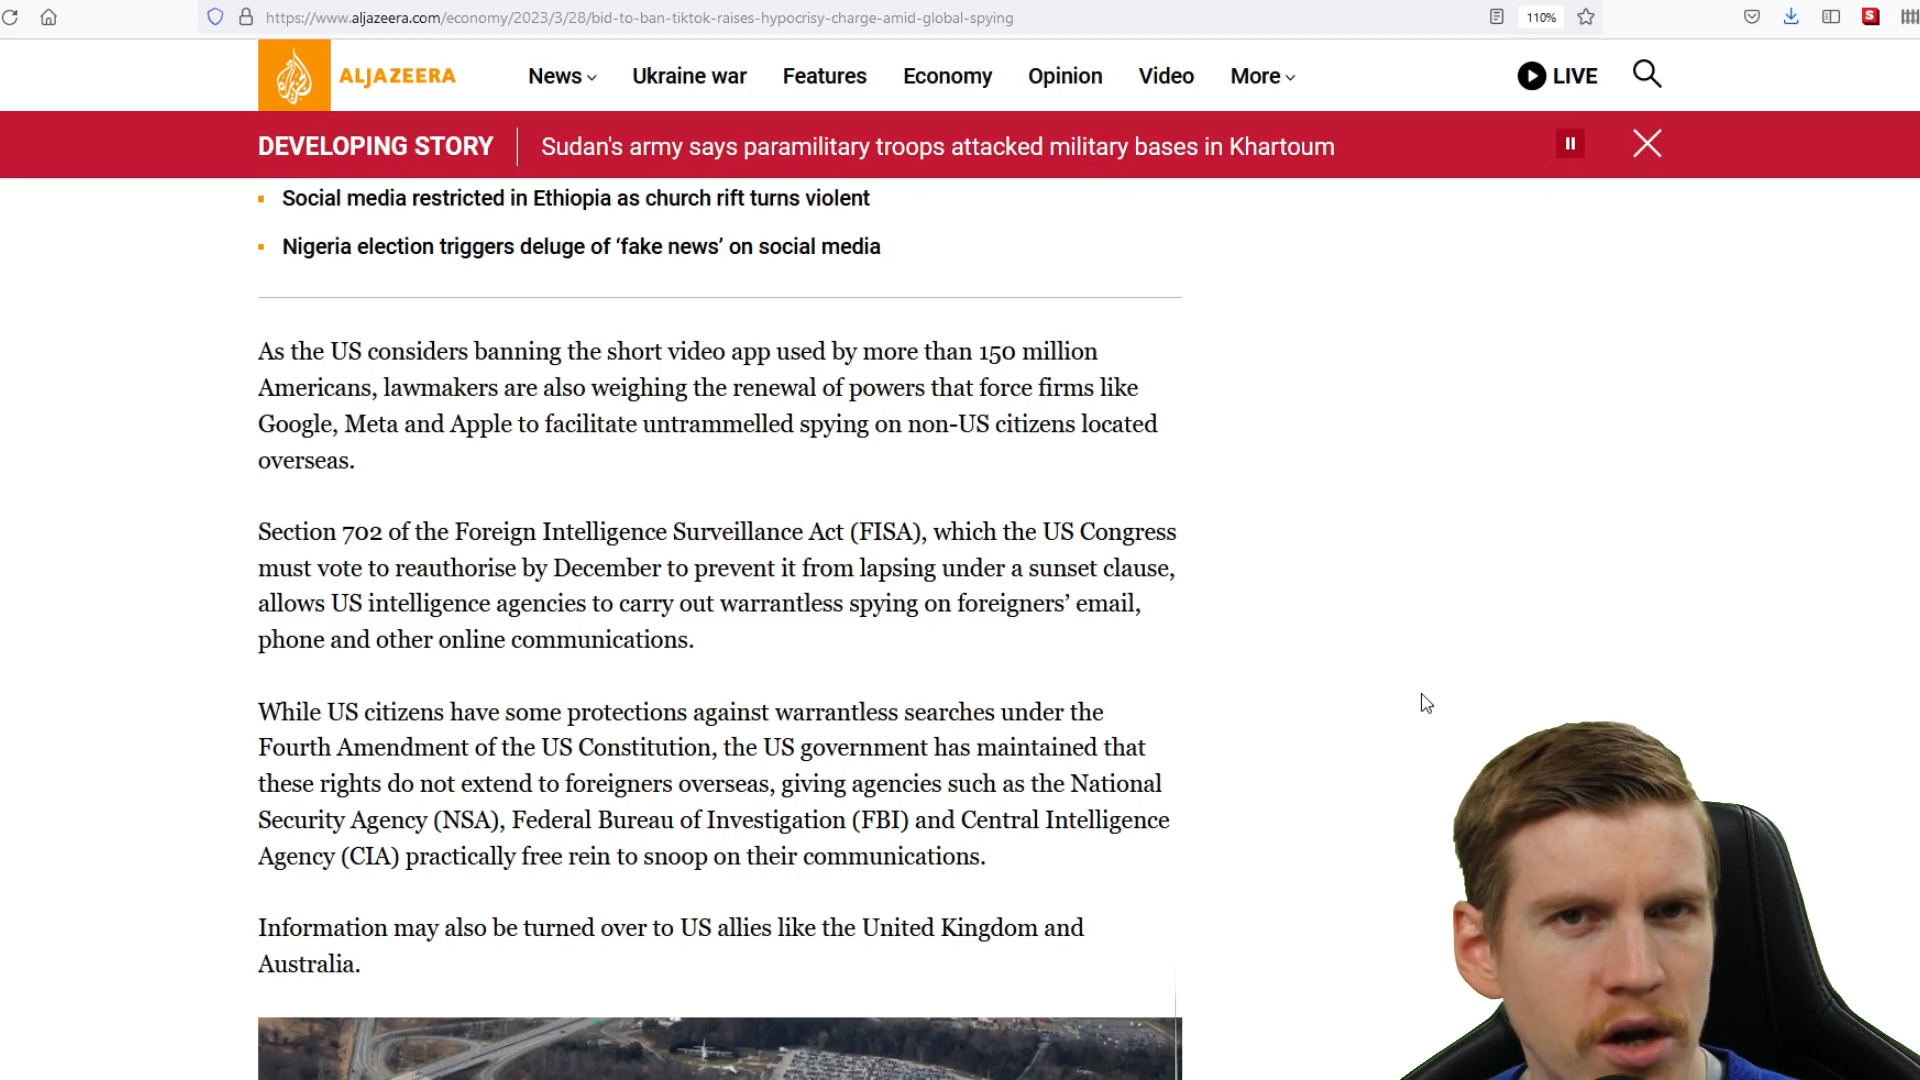 https://www.aljazeera.com/economy/2023/3/28/bid-to-ban-tiktok-raises-hypocrisy-charge-amid-global-spying
110%
S
ALJAZEERA
News
Ukraine war
Features
Economy
Opinion
Video
More
LIVE
DEVELOPING STORY
Sudan's army says paramilitary troops attacked military bases in Khartoum
Social media restricted in Ethiopia as church rift turns violent
Nigeria election triggers deluge of ‘fake news’ on social media
As the US considers banning the short video app used by more than 150 million
Americans, lawmakers are also weighing the renewal of powers that force firms like
Google, Meta and Apple to facilitate untrammelled spying on non-US citizens located
overseas.
Section 702 of the Foreign Intelligence Surveillance Act (FISA), which the US Congress
must vote to reauthorise by December to prevent it from lapsing under a sunset clause,
allows US intelligence agencies to carry out warrantless spying on foreigners’ email,
phone and other online communications.
While US citizens have some protections against warrantless searches under the
Fourth Amendment of the US Constitution, the US government has maintained that
these rights do not extend to foreigners overseas, giving agencies such as the National
Security Agency (NSA), Federal Bureau of Investigation (FBI) and Central Intelligence
Agency (CIA) practically free rein to snoop on their communications.
Information may also be turned over to US allies like the United Kingdom and
Australia.